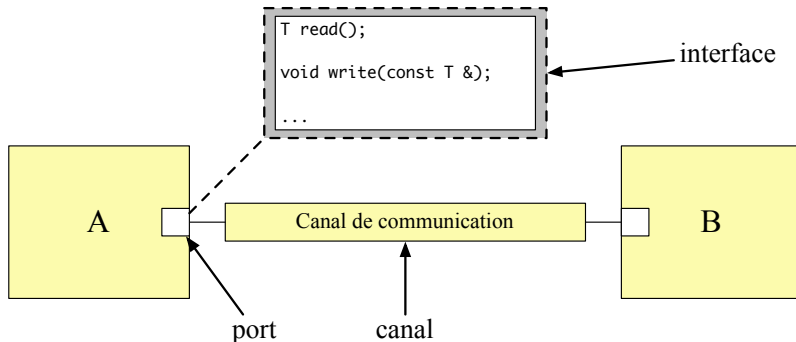 T read();
void write(const T &);
...
interface
A
Canal de communication
B
port
canal